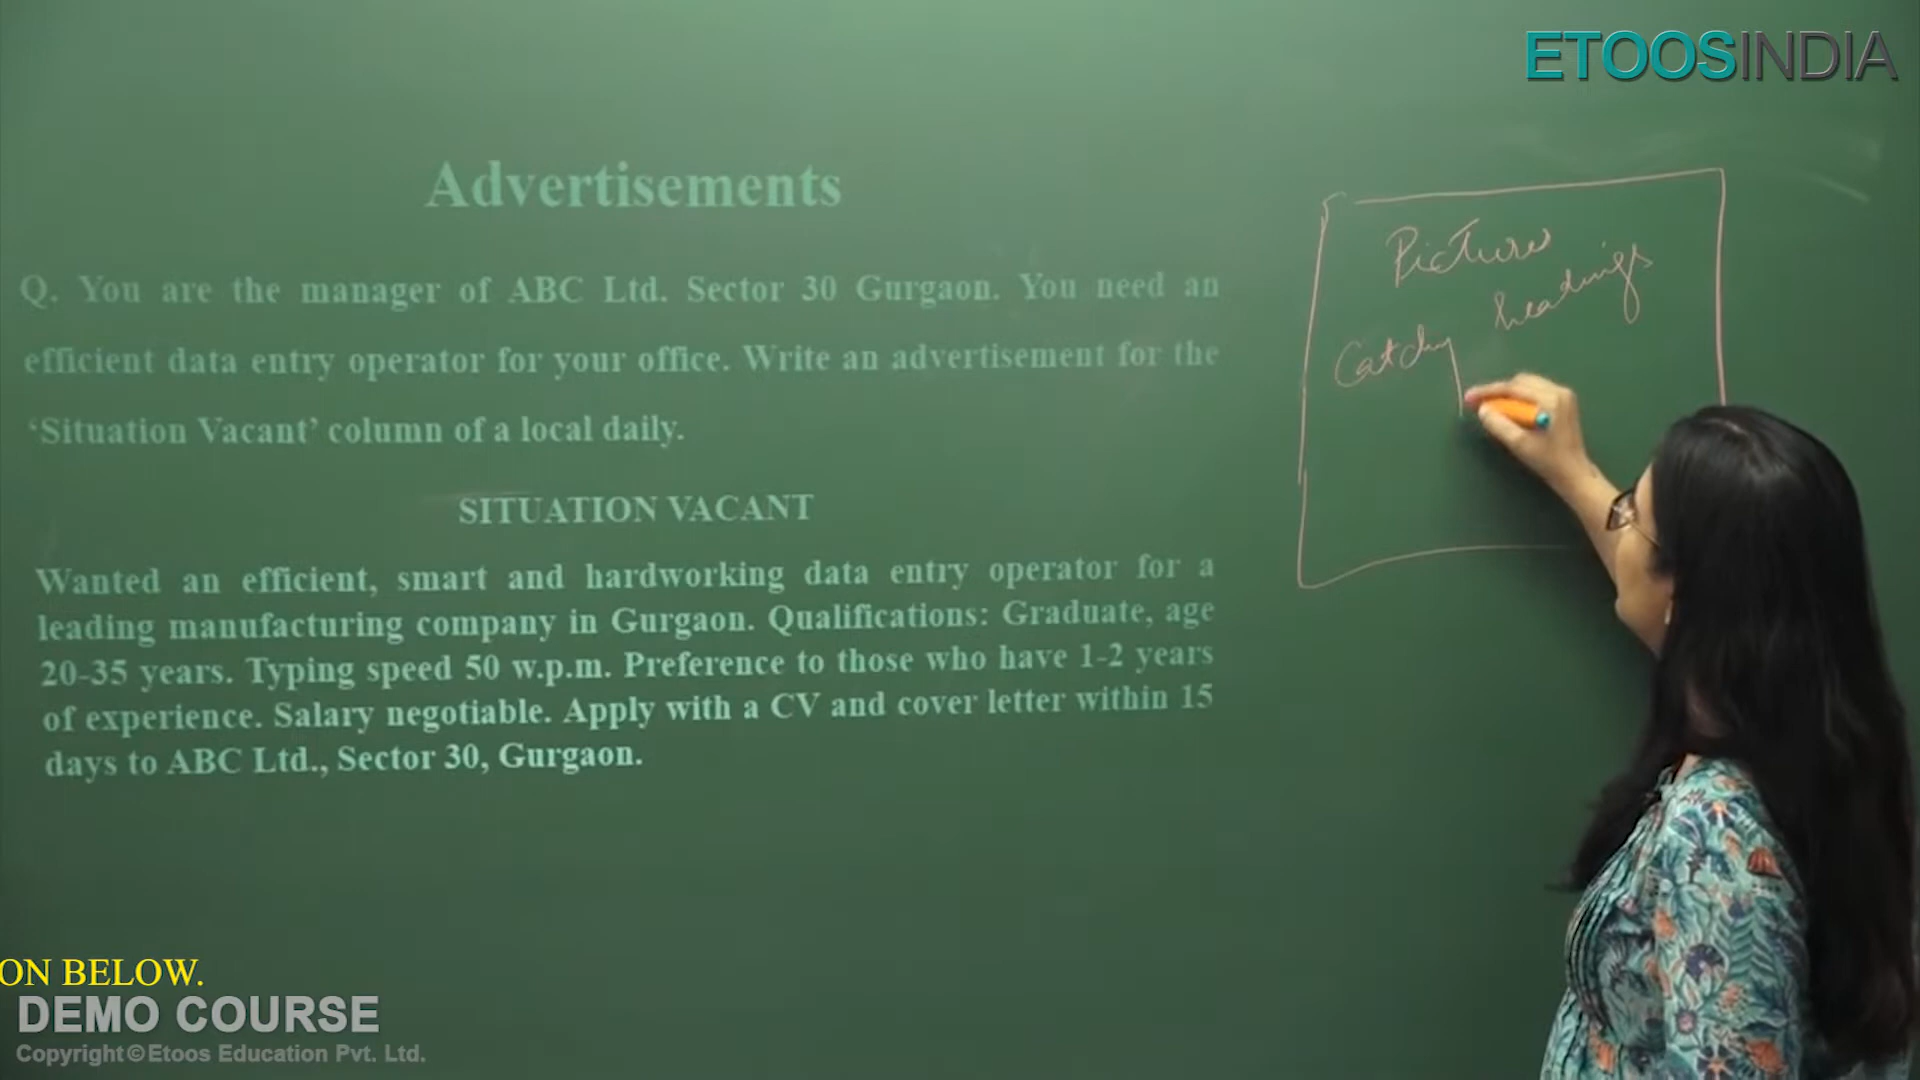 ETOOSINDIA
Advertisements
Q. You are the manager of ABC Ltd. Sector 30 Gurgaon. You need an
efficient data entry operator for your office. Write an advertisement for the
‘Situation Vacant’ column of a local daily.
SITUATION VACANT
Wanted an efficient, smart and hardworking data entry operator for a
leading manufacturing company in Gurgaon. Qualifications: Graduate, age
20-35 years. Typing speed 50 w.p.m. Preference to those who have 1-2 years
of experience. Salary negotiable. Apply with a CV and cover letter within 15
days to ABC Ltd., Sector 30, Gurgaon.
Picture
Catchy headings
ON BELOW.
DEMO COURSE
Copyright©Etoos Education Pvt. Ltd.